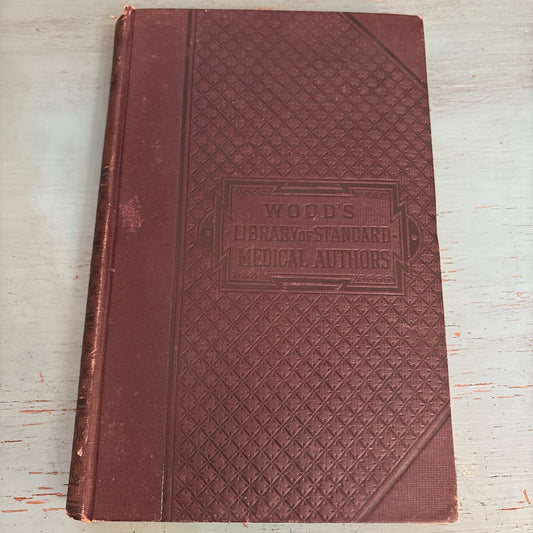 WOOD'S
LIBRARY OF STANDARD
MEDICAL AUTHORS